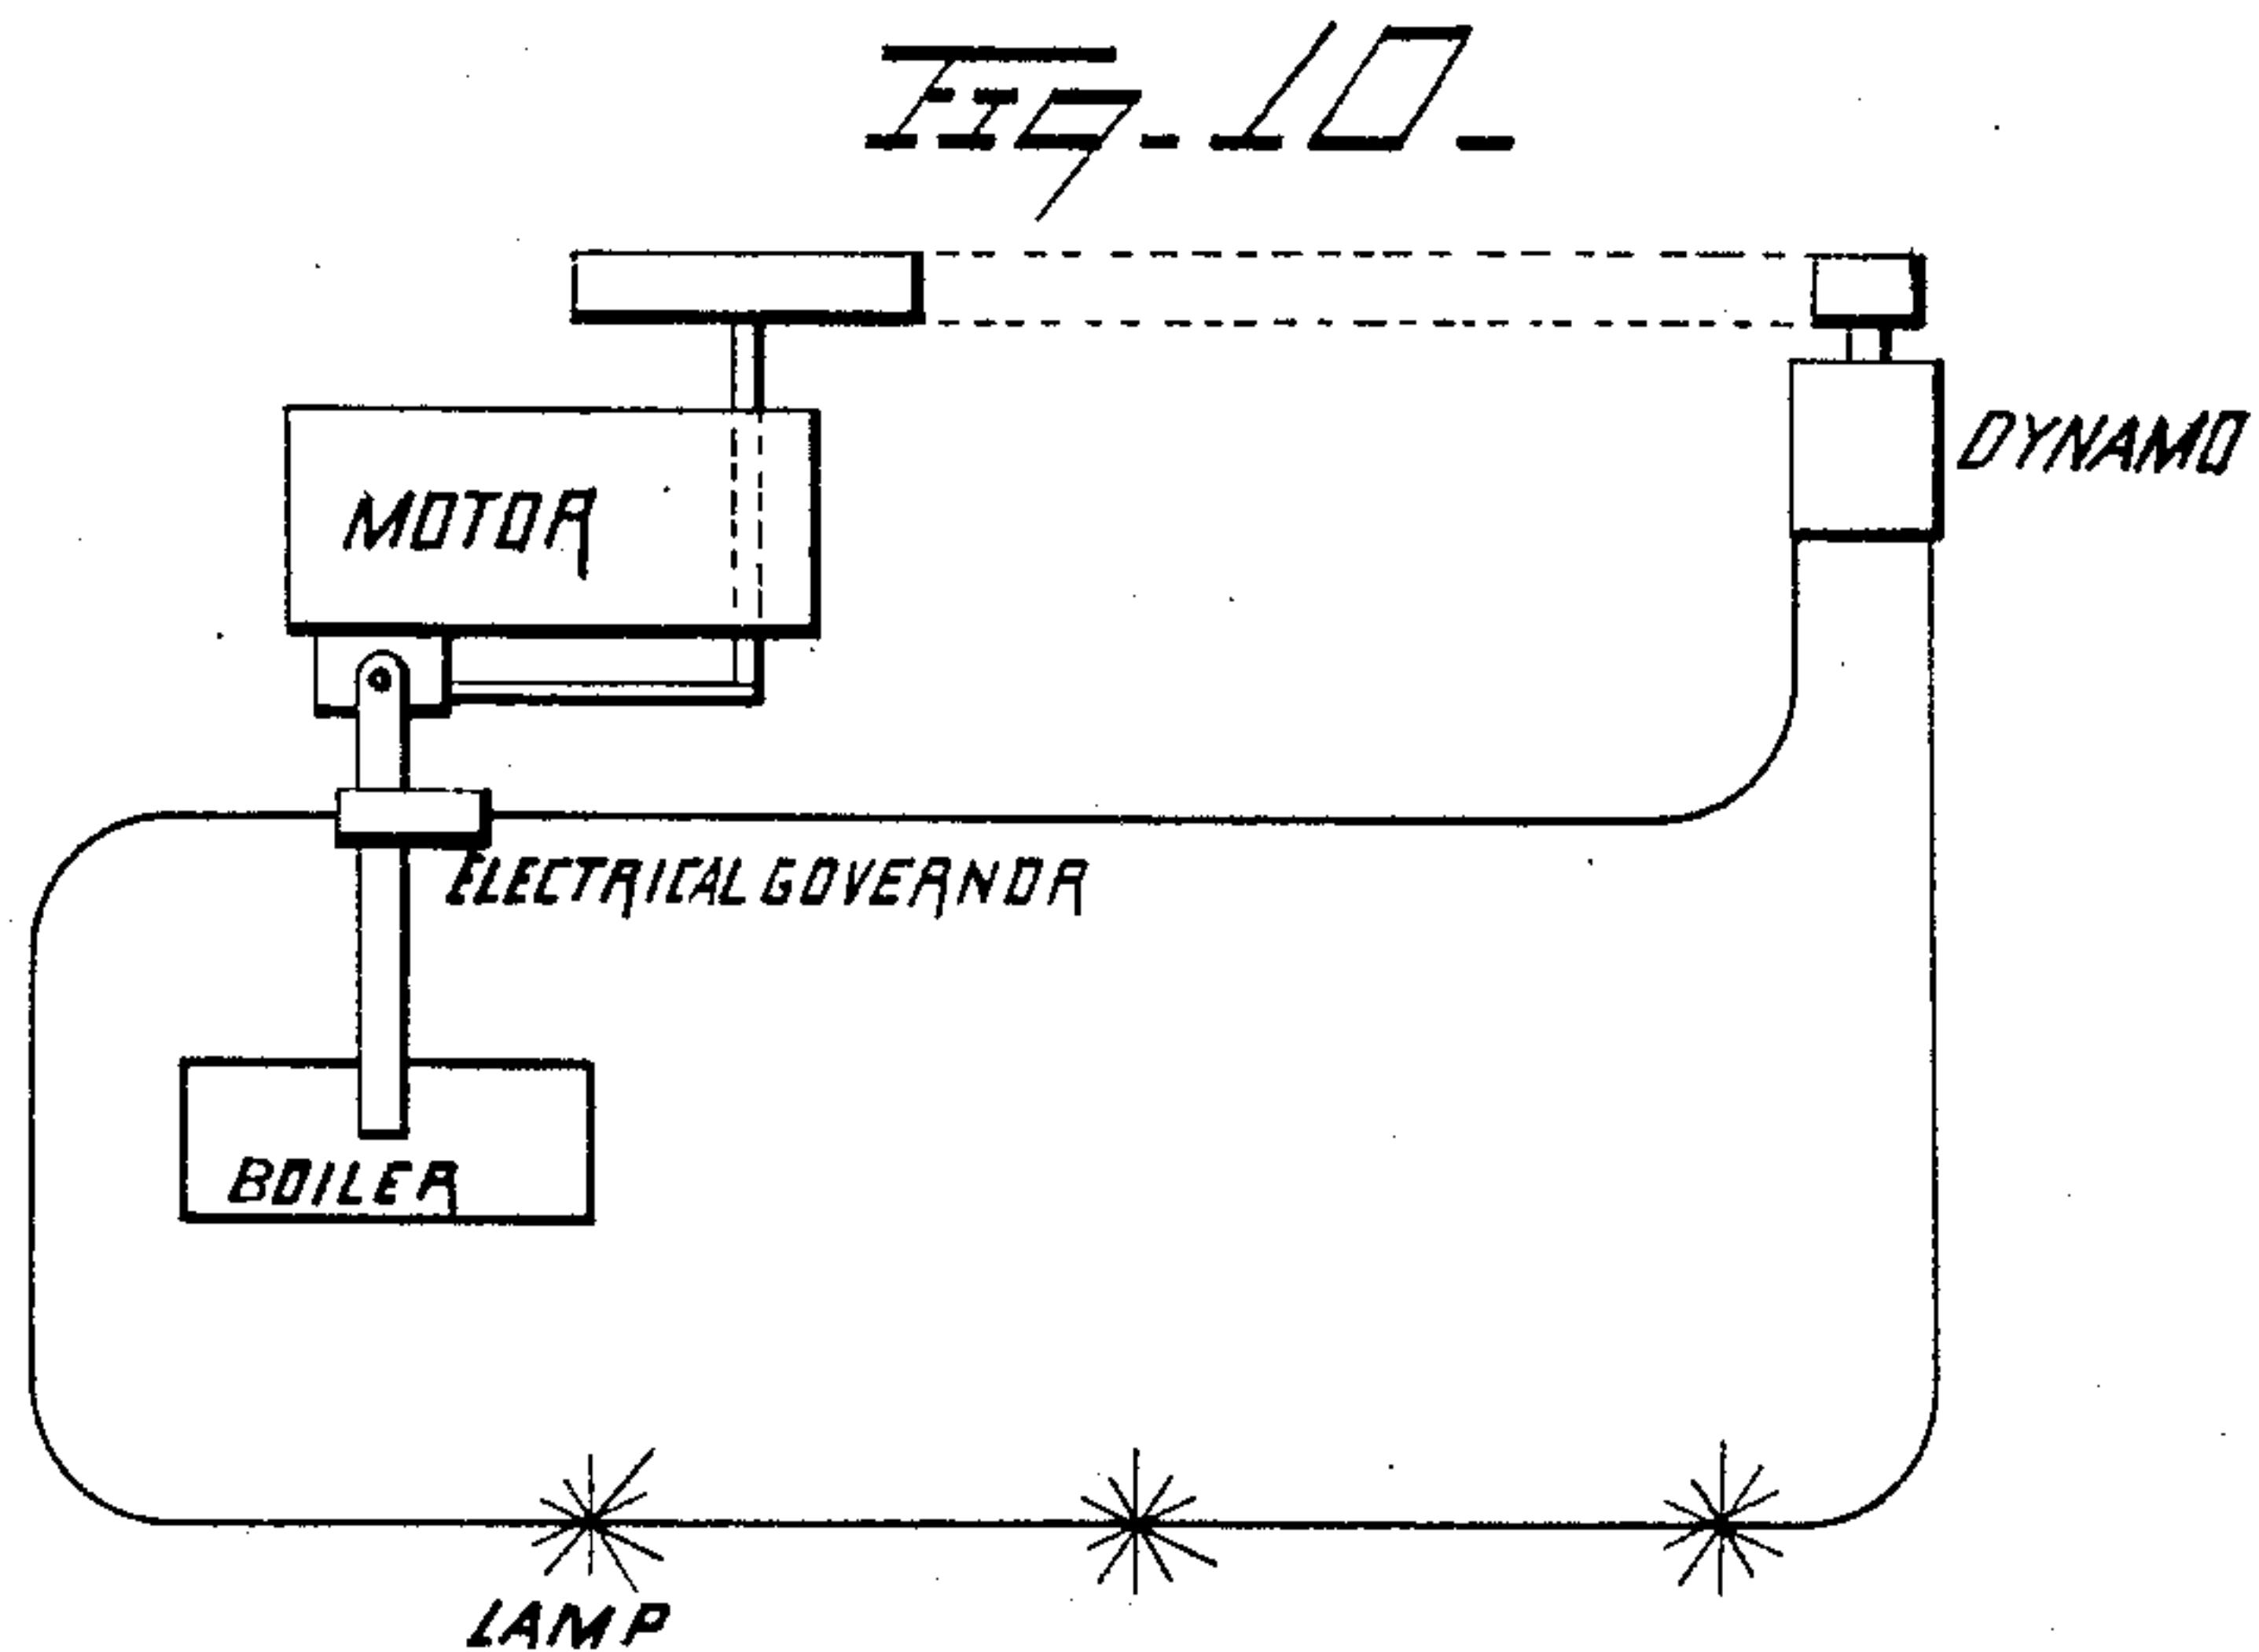 Fig-10-
MOTOR
DYNAMO
ELECTRICAL GOVERNOR
BOILER
LAMP